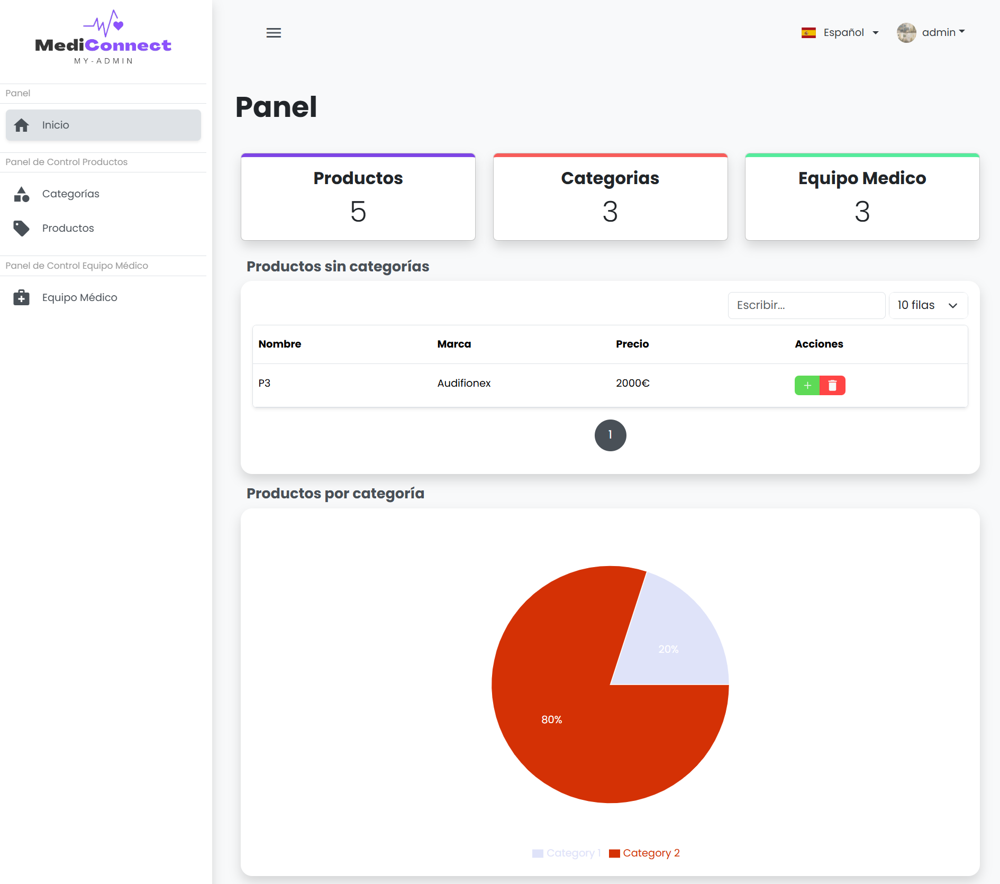 MediConnect
MY-ADMIN
Español
admin
Panel
Inicio
Panel de Control Productos
Categorías
Productos
Panel de Control Equipo Médico
Equipo Médico
Panel
Productos
5
Categorias
3
Equipo Medico
3
Productos sin categorías
Escribir...
10 filas
Nombre Marca Precio Acciones
P3 Audifionex 2000€
1
Productos por categoría
20%
80%
Category 1 Category 2